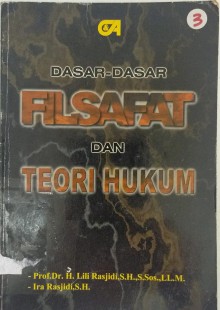 3
DASAR-DASAR
FILSAFAT
DAN
TEORI HUKUM
- Prof.Dr. H. Lili Rasjidi,S.H.,S.Sos.,LL.M.
- Ira Rasjidi,S.H.